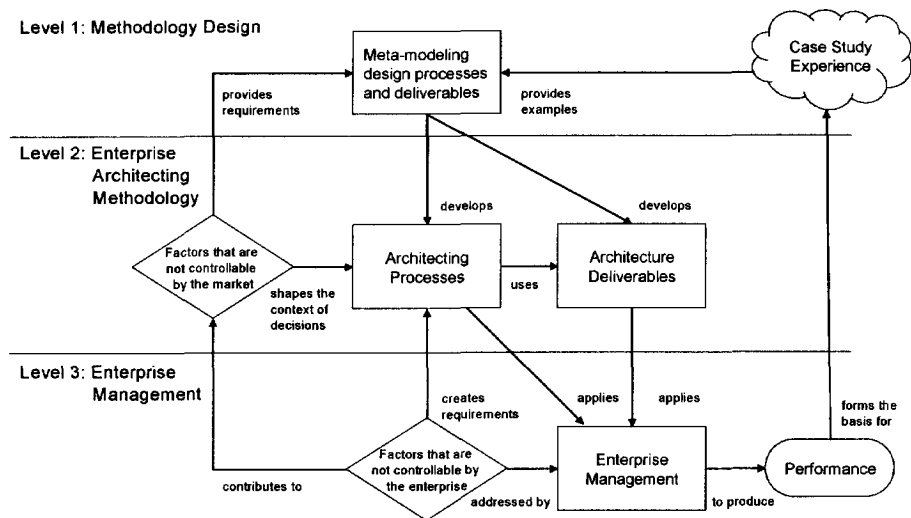 Level 1: Methodology Design
Meta-modeling
design processes
and deliverables
Case Study
Experience
provides
requirements
provides
examples
Level 2: Enterprise
Architecting
Methodology
develops
develops
Factors that are
not controllable
by the market
Architecting
Processes
Architecture
Deliverables
uses
shapes the
context of
decisions
Level 3: Enterprise
Management
creates
requirements
applies
applies
forms the
basis for
Factors that are
not controllable by
the enterprise
Enterprise
Management
Performance
contributes to
addressed by
to produce